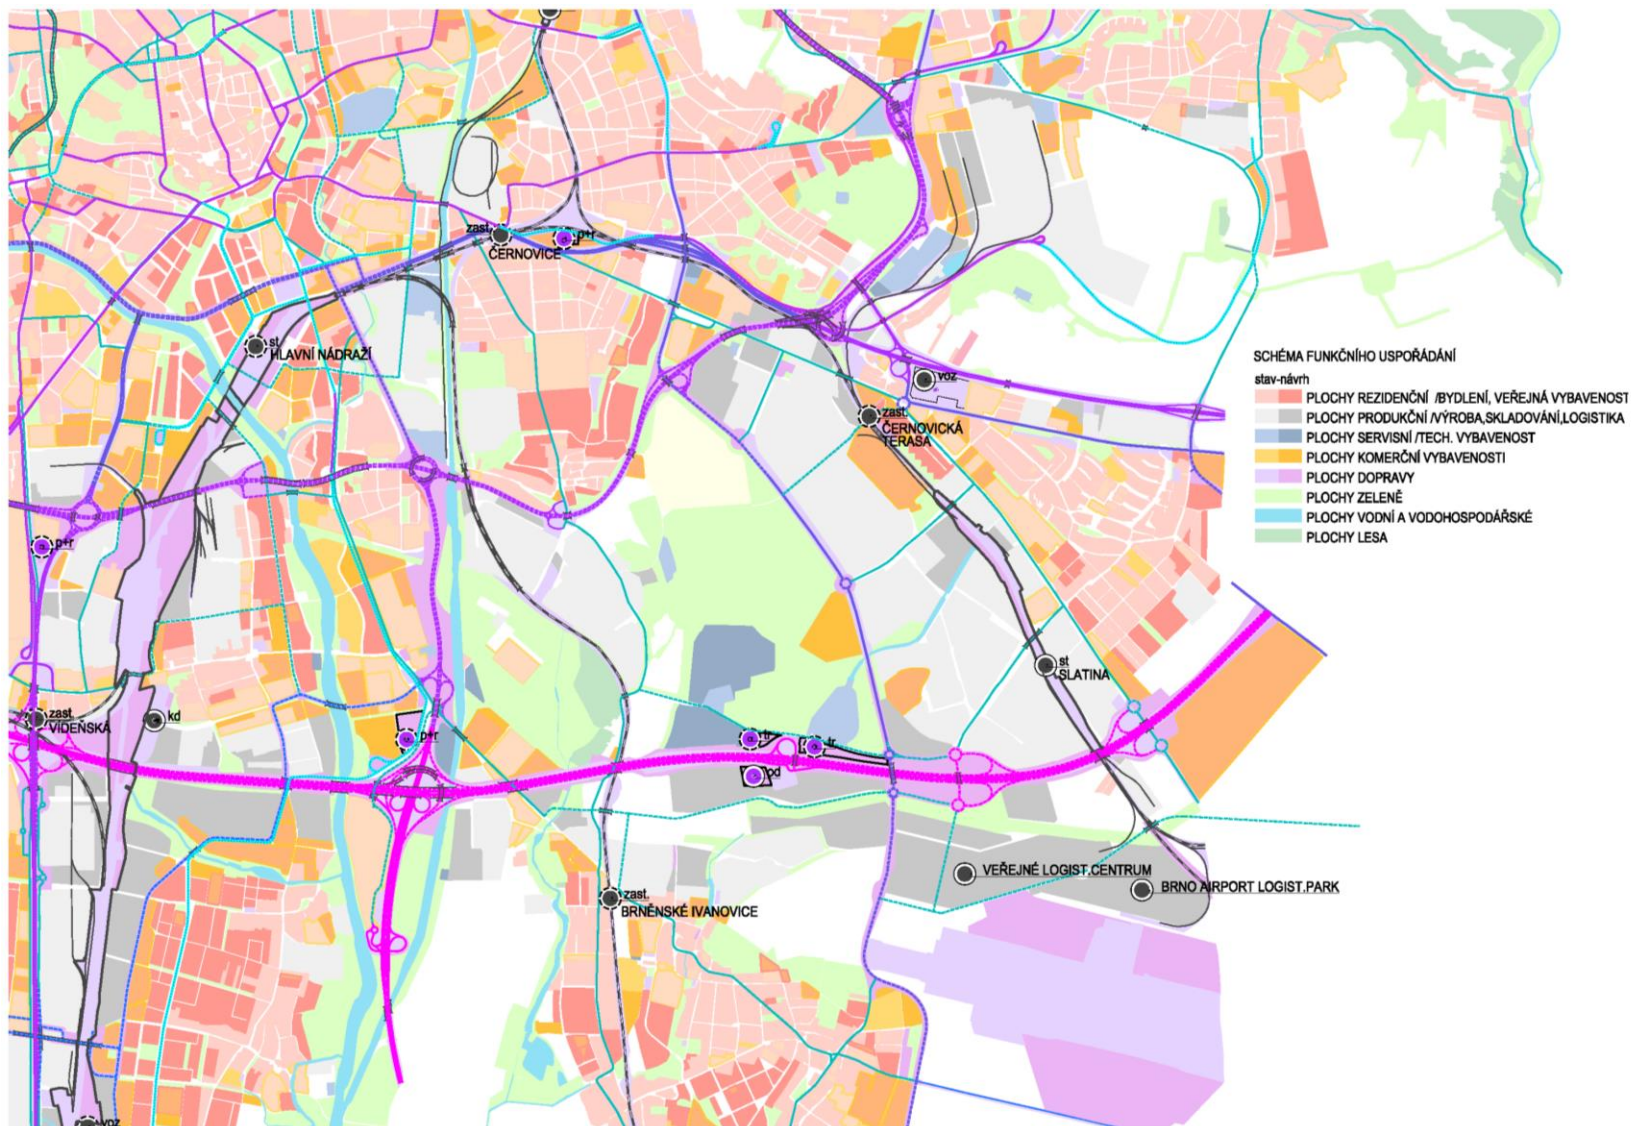 zast.
p+r
ČERNOVICE
st
HLAVNÍ NÁDRAŽÍ
voz
zast.
ČERNOVICKÁ
TERASA
SCHÉMA FUNKČNÍHO USPOŘÁDÁNÍ
stav-návrh
PLOCHY REZIDENČNÍ /BYDLENÍ, VEŘEJNÁ VYBAVENOST
PLOCHY PRODUKČNÍ /VÝROBA,SKLADOVÁNÍ,LOGISTIKA
PLOCHY SERVISNÍ /TECH. VYBAVENOST
PLOCHY KOMERČNÍ VYBAVENOSTI
PLOCHY DOPRAVY
PLOCHY ZELENĚ
PLOCHY VODNÍ A VODOHOSPODÁŘSKÉ
PLOCHY LESA
p+r
st
SLATINA
zast.
VÍDEŇSKÁ
kd
p+r
tr
tr
od
VEŘEJNÉ LOGIST.CENTRUM
BRNO AIRPORT LOGIST.PARK
zast.
BRNĚNSKÉ IVANOVICE
voz